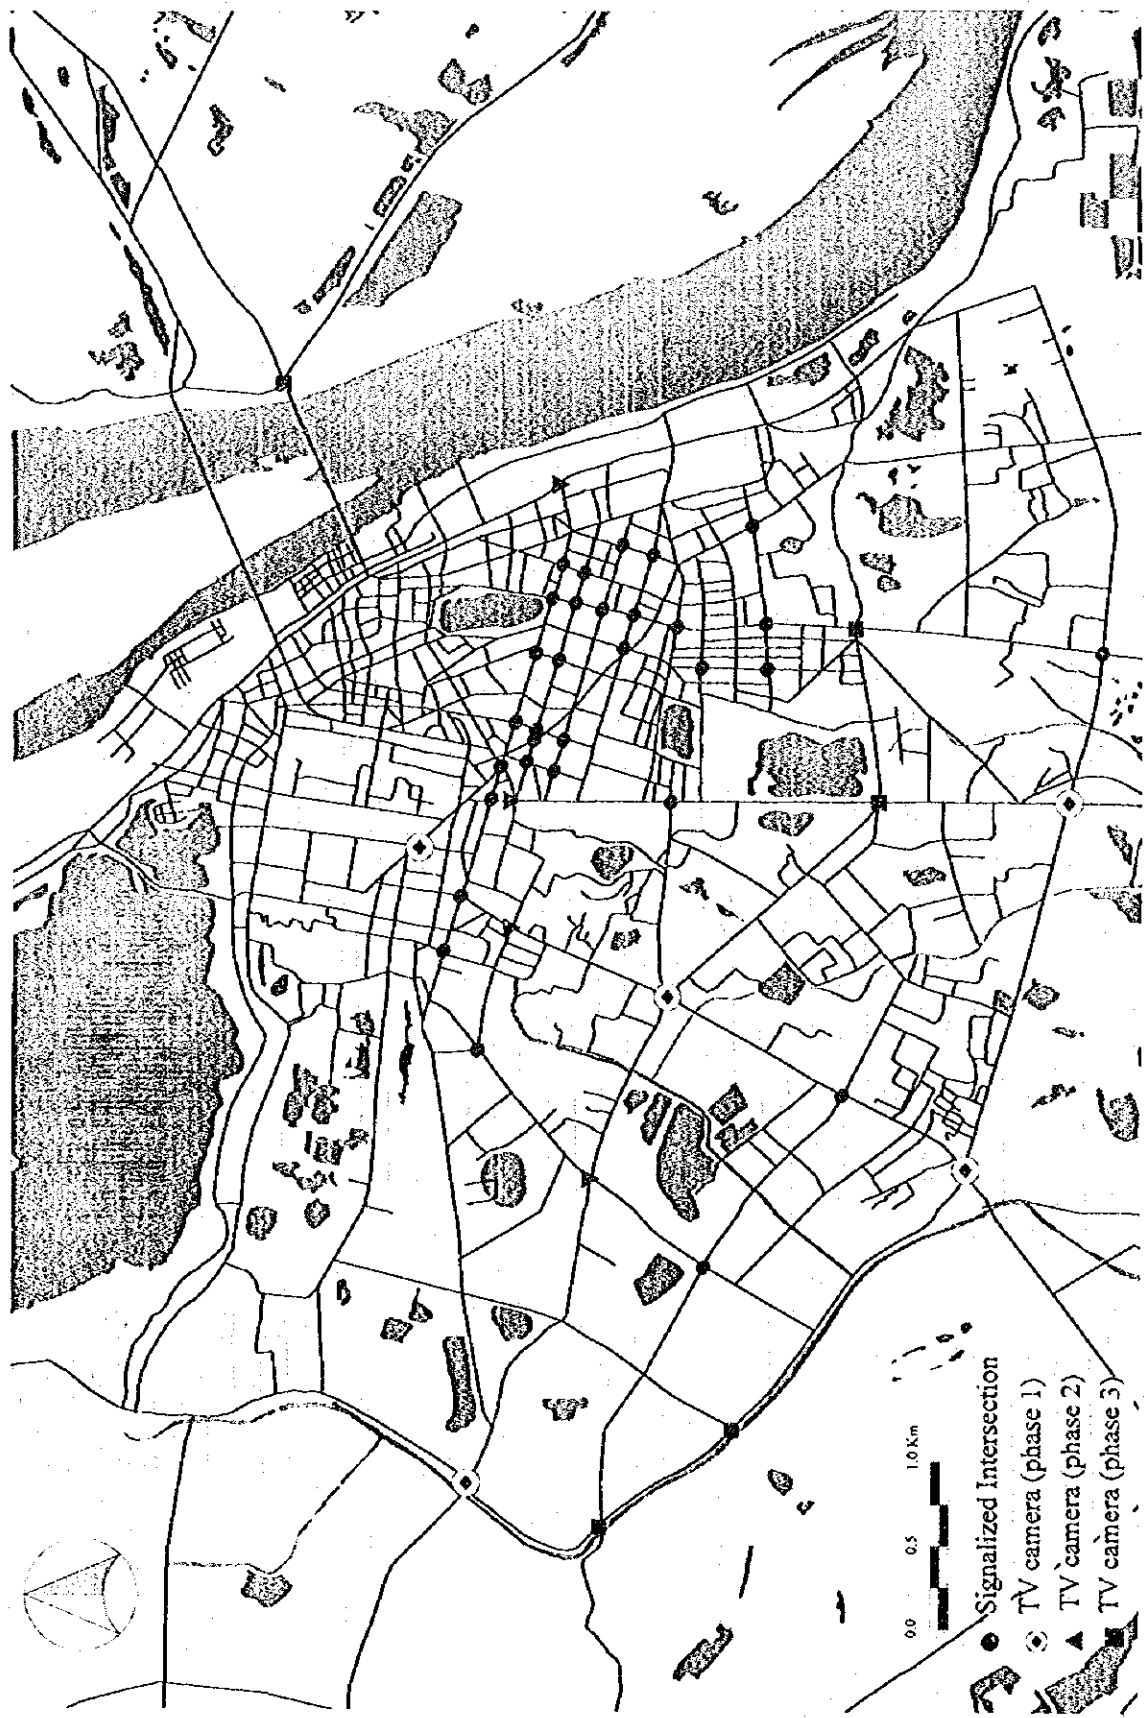 0.0 0.5 1.0 Km
Signalized Intersection
TV camera (phase 1)
TV camera (phase 2)
TV camera (phase 3)